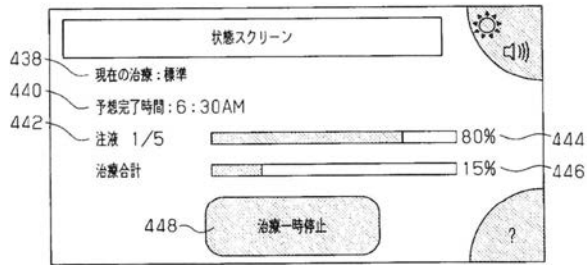 状態スクリーン
438
現在の治療：標準
440
予想完了時間：6：30AM
442
注液 1/5
80%
444
治療合計
15%
446
448
治療一時停止
?